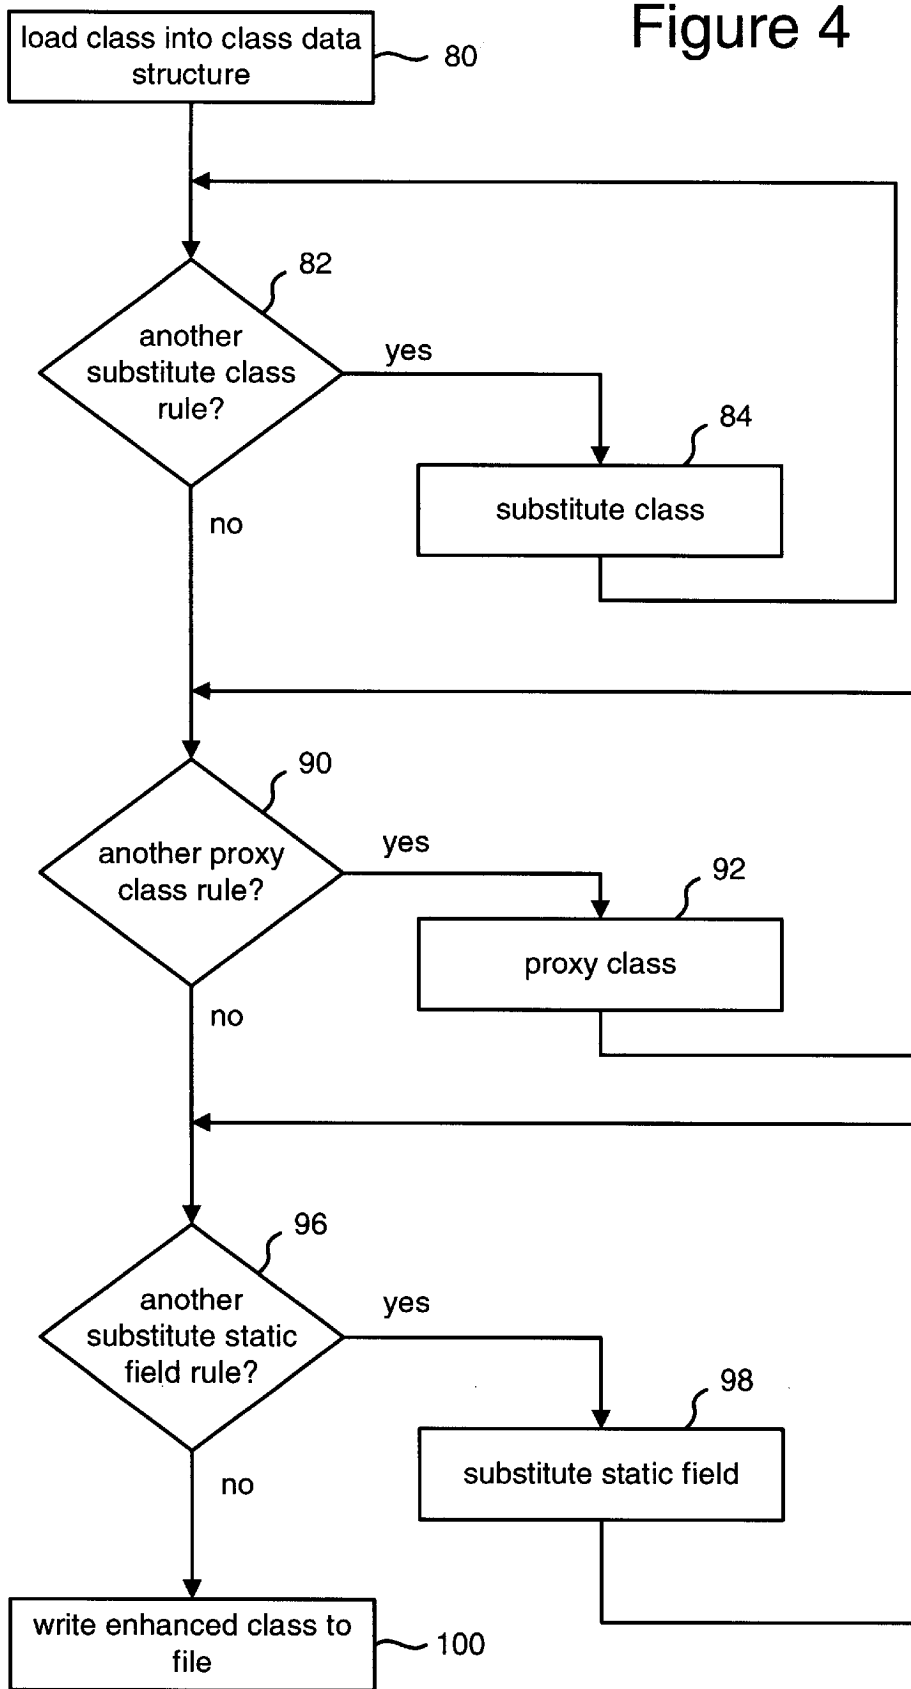 Figure 4
load class into class data
structure
80
82
another
substitute class
rule?
yes
84
substitute class
no
90
another proxy
class rule?
yes
92
proxy class
no
96
another
substitute static
field rule?
yes
98
substitute static field
no
write enhanced class to
file
100